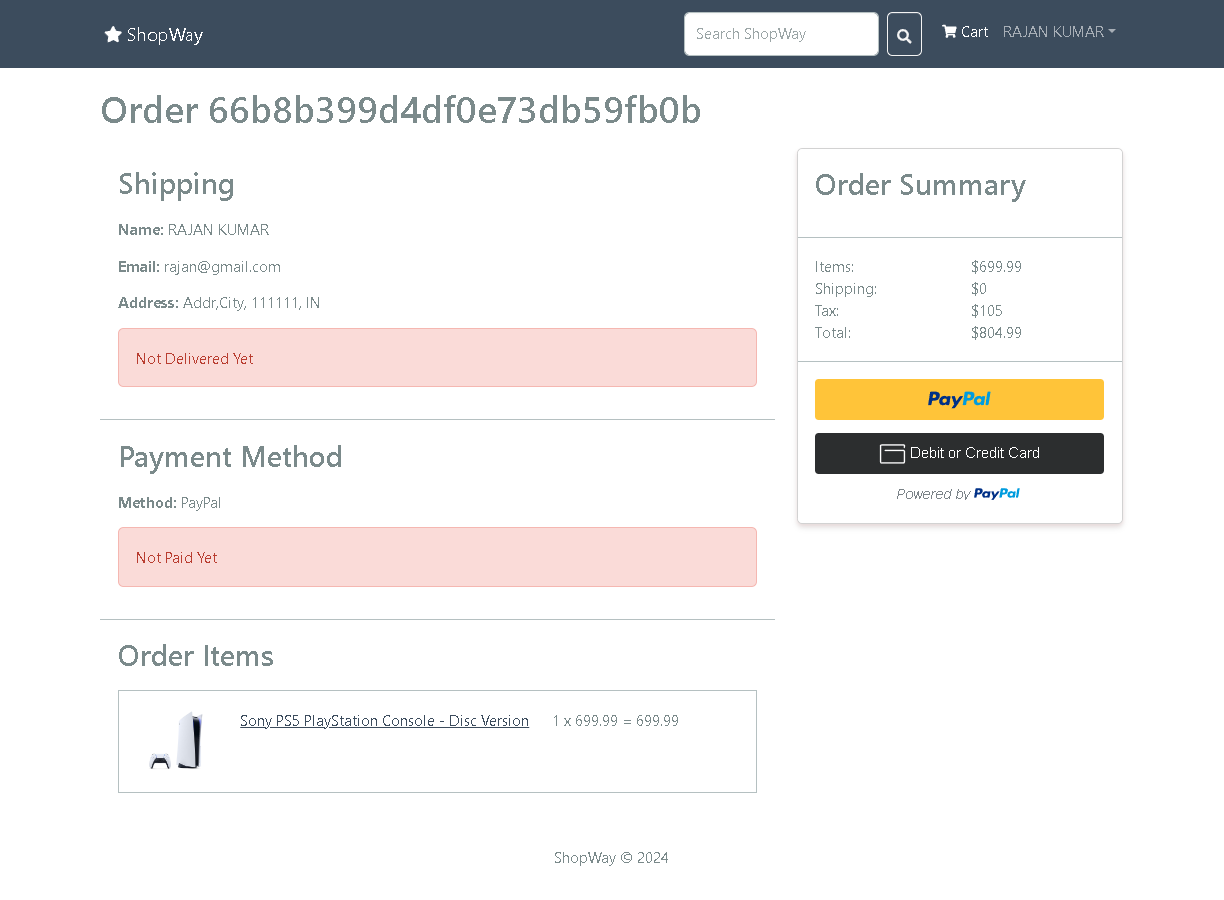 ShopWay
Search ShopWay
Cart
RAJAN KUMAR
Order 66b8b399d4df0e73db59fb0b
Shipping
Name: RAJAN KUMAR
Email: rajan@gmail.com
Address: Addr,City, 111111, IN
Not Delivered Yet
Payment Method
Method: PayPal
Not Paid Yet
Order Items
Sony PS5 PlayStation Console - Disc Version
1 x 699.99 = 699.99
Order Summary
Items: $699.99
Shipping: $0
Tax: $105
Total: $804.99
PayPal
Debit or Credit Card
Powered by PayPal
ShopWay © 2024